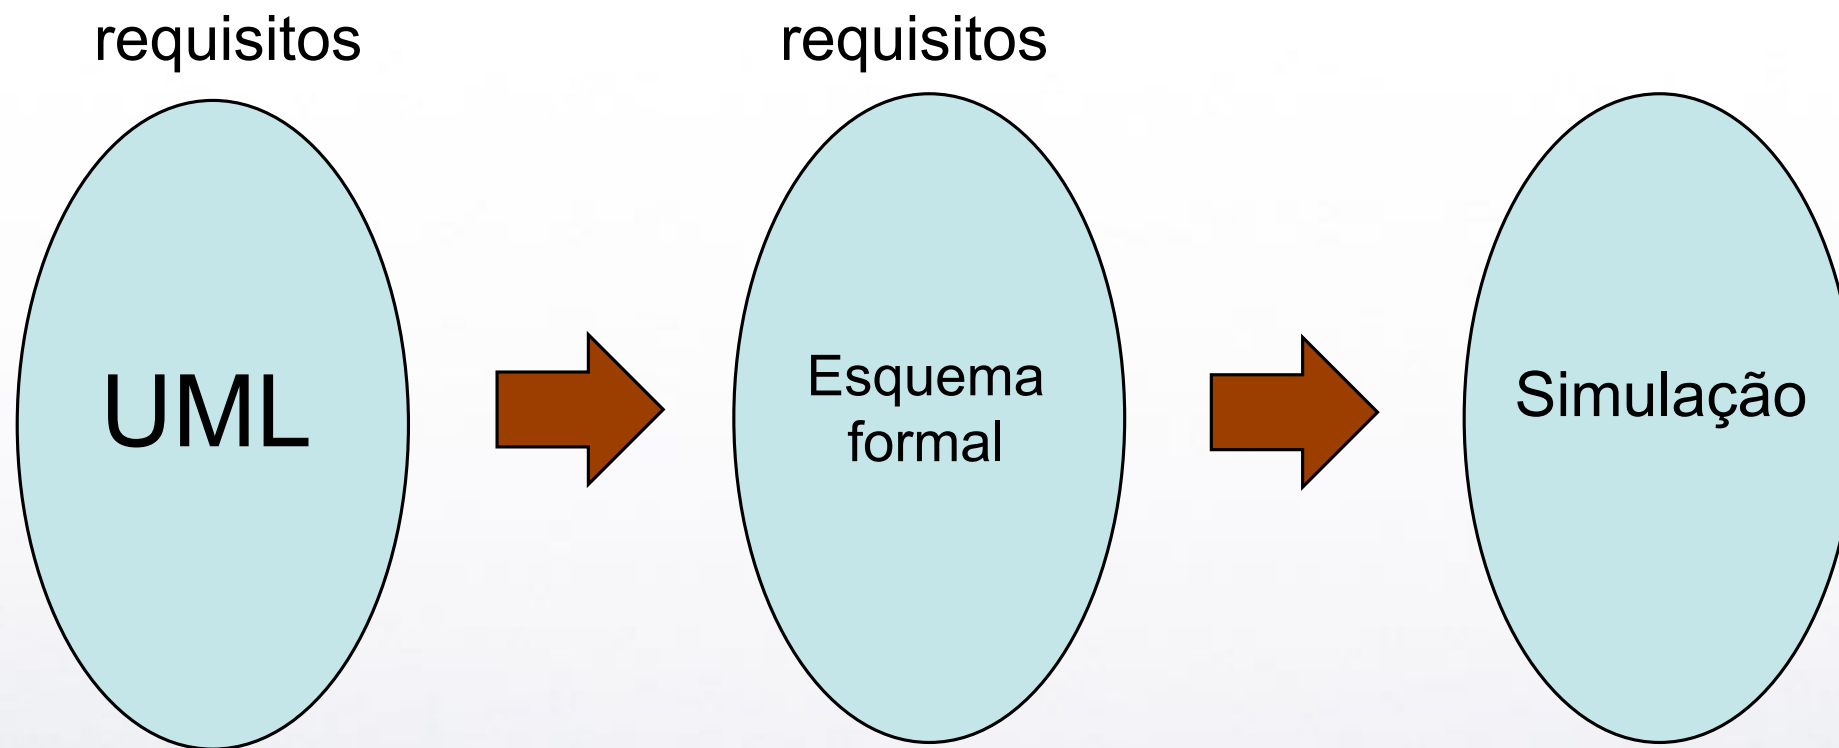 requisitos
requisitos
UML
Esquema
formal
Simulação